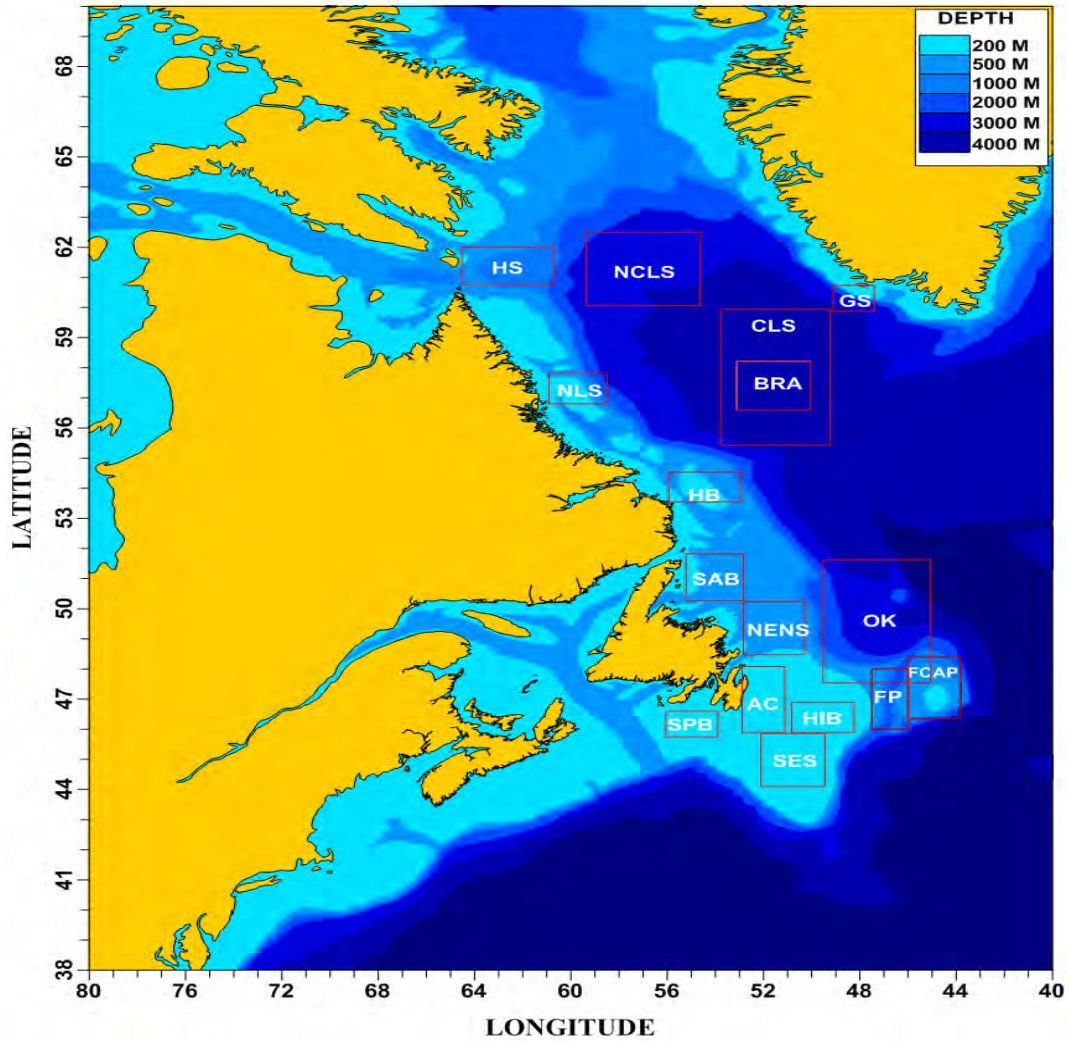 DEPTH
200 M
500 M
1000 M
2000 M
3000 M
4000 M
68
65
62
59
56
53
50
47
44
41
38
LATITUDE
HS
NCLS
GS
CLS
NLS
BRA
HB
SAB
NENS
OK
FCAP
FP
AC
HIB
SPB
SES
80
76
72
68
64
60
56
52
48
44
40
LONGITUDE